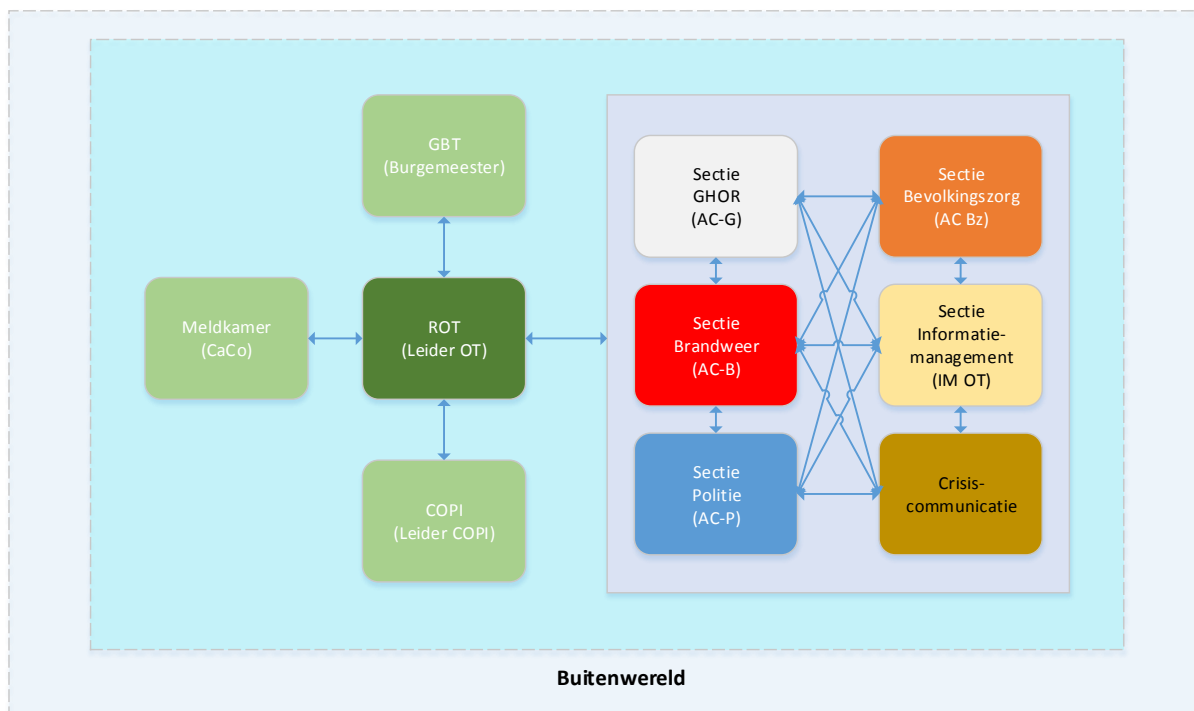 GBT
(Burgemeester)
Meldkamer
(CaCo)
ROT
(Leider OT)
COPI
(Leider COPI)
Sectie
GHOR
(AC-G)
Sectie
Bevolkingszorg
(AC Bz)
Sectie
Brandweer
(AC-B)
Sectie
Informatie-
management
(IM OT)
Sectie
Politie
(AC-P)
Crisis-
communicatie
Buitenwereld